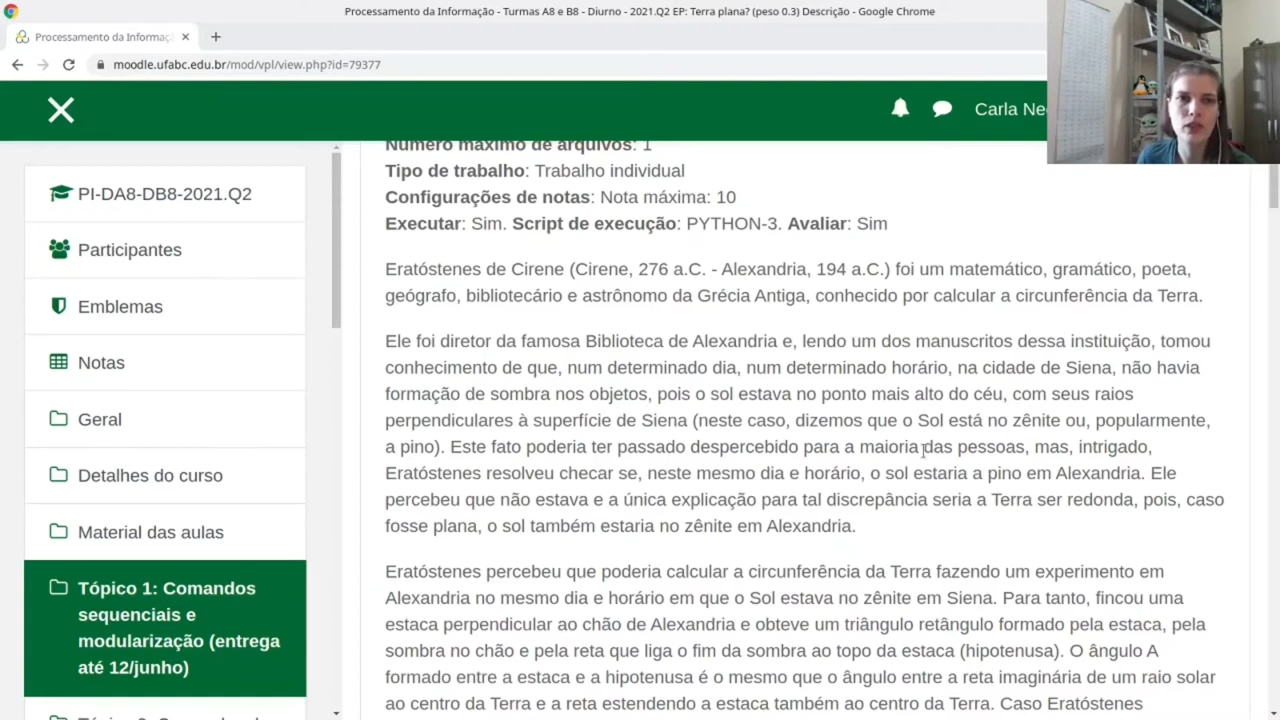 Processamento da Informação - Turmas A8 e B8 - Diurno - 2021.Q2 EP: Terra plana? (peso 0.3) Descrição - Google Chrome
Processamento da Informaç
moodle.ufabc.edu.br/mod/vpl/view.php?id=79377
Carla Ne
PI-DA8-DB8-2021.Q2
Participantes
Emblemas
Notas
Geral
Detalhes do curso
Material das aulas
Tópico 1: Comandos
sequenciais e
modularização (entrega
até 12/junho)
Número máximo de arquivos: 1
Tipo de trabalho: Trabalho individual
Configurações de notas: Nota máxima: 10
Executar: Sim. Script de execução: PYTHON-3. Avaliar: Sim
Eratóstenes de Cirene (Cirene, 276 a.C. - Alexandria, 194 a.C.) foi um matemático, gramático, poeta,
geógrafo, bibliotecário e astrônomo da Grécia Antiga, conhecido por calcular a circunferência da Terra.
Ele foi diretor da famosa Biblioteca de Alexandria e, lendo um dos manuscritos dessa instituição, tomou
conhecimento de que, num determinado dia, num determinado horário, na cidade de Siena, não havia
formação de sombra nos objetos, pois o sol estava no ponto mais alto do céu, com seus raios
perpendiculares à superfície de Siena (neste caso, dizemos que o Sol está no zênite ou, popularmente,
a pino). Este fato poderia ter passado despercebido para a maioria das pessoas, mas, intrigado,
Eratóstenes resolveu checar se, neste mesmo dia e horário, o sol estaria a pino em Alexandria. Ele
percebeu que não estava e a única explicação para tal discrepância seria a Terra ser redonda, pois, caso
fosse plana, o sol também estaria no zênite em Alexandria.
Eratóstenes percebeu que poderia calcular a circunferência da Terra fazendo um experimento em
Alexandria no mesmo dia e horário em que o Sol estava no zênite em Siena. Para tanto, fincou uma
estaca perpendicular ao chão de Alexandria e obteve um triângulo retângulo formado pela estaca, pela
sombra no chão e pela reta que liga o fim da sombra ao topo da estaca (hipotenusa). O ângulo A
formado entre a estaca e a hipotenusa é o mesmo que o ângulo entre a reta imaginária de um raio solar
ao centro da Terra e a reta estendendo a estaca também ao centro da Terra. Caso Eratóstenes